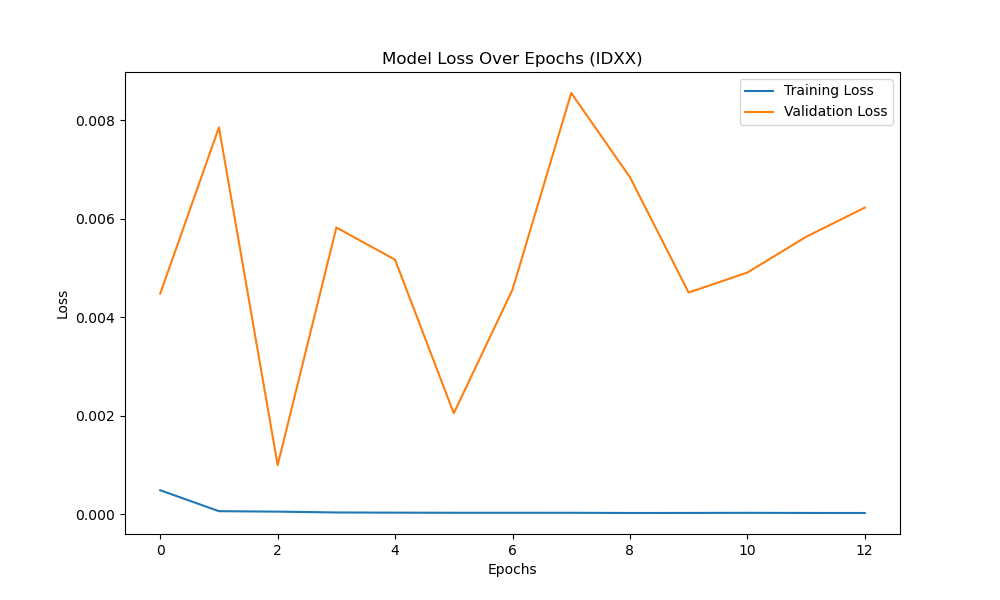 Model Loss Over Epochs (IDXX)
Training Loss
Validation Loss
0.008
0.006
0.004
0.002
0.000
Loss
0 2 4 6 8 10 12
Epochs